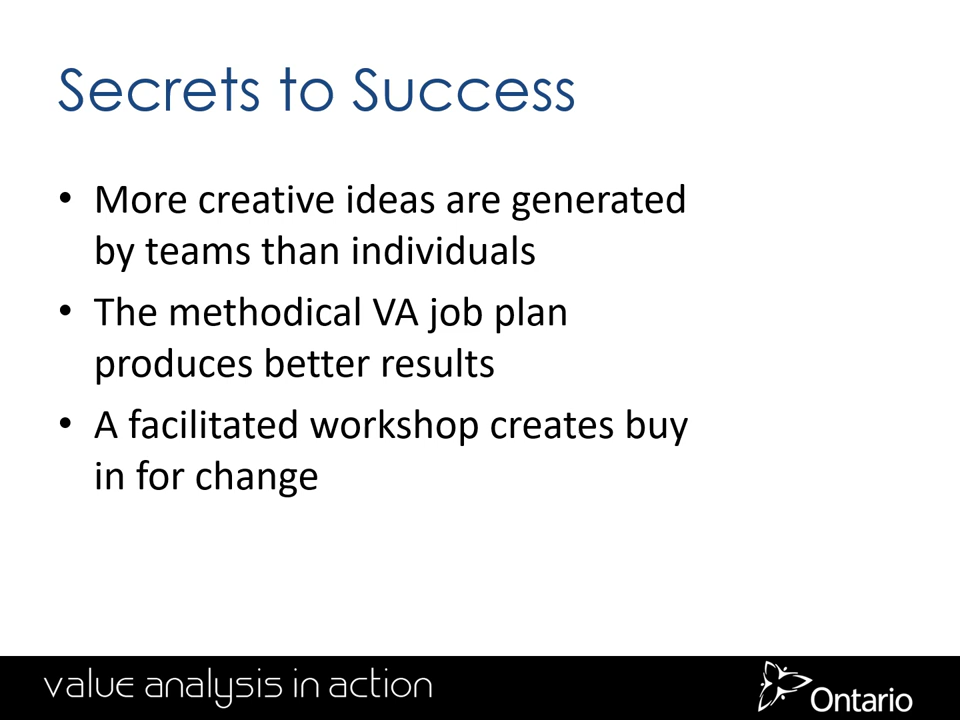 Secrets to Success
• More creative ideas are generated
by teams than individuals
• The methodical VA job plan
produces better results
• A facilitated workshop creates buy
in for change
value analysis in action
Ontario